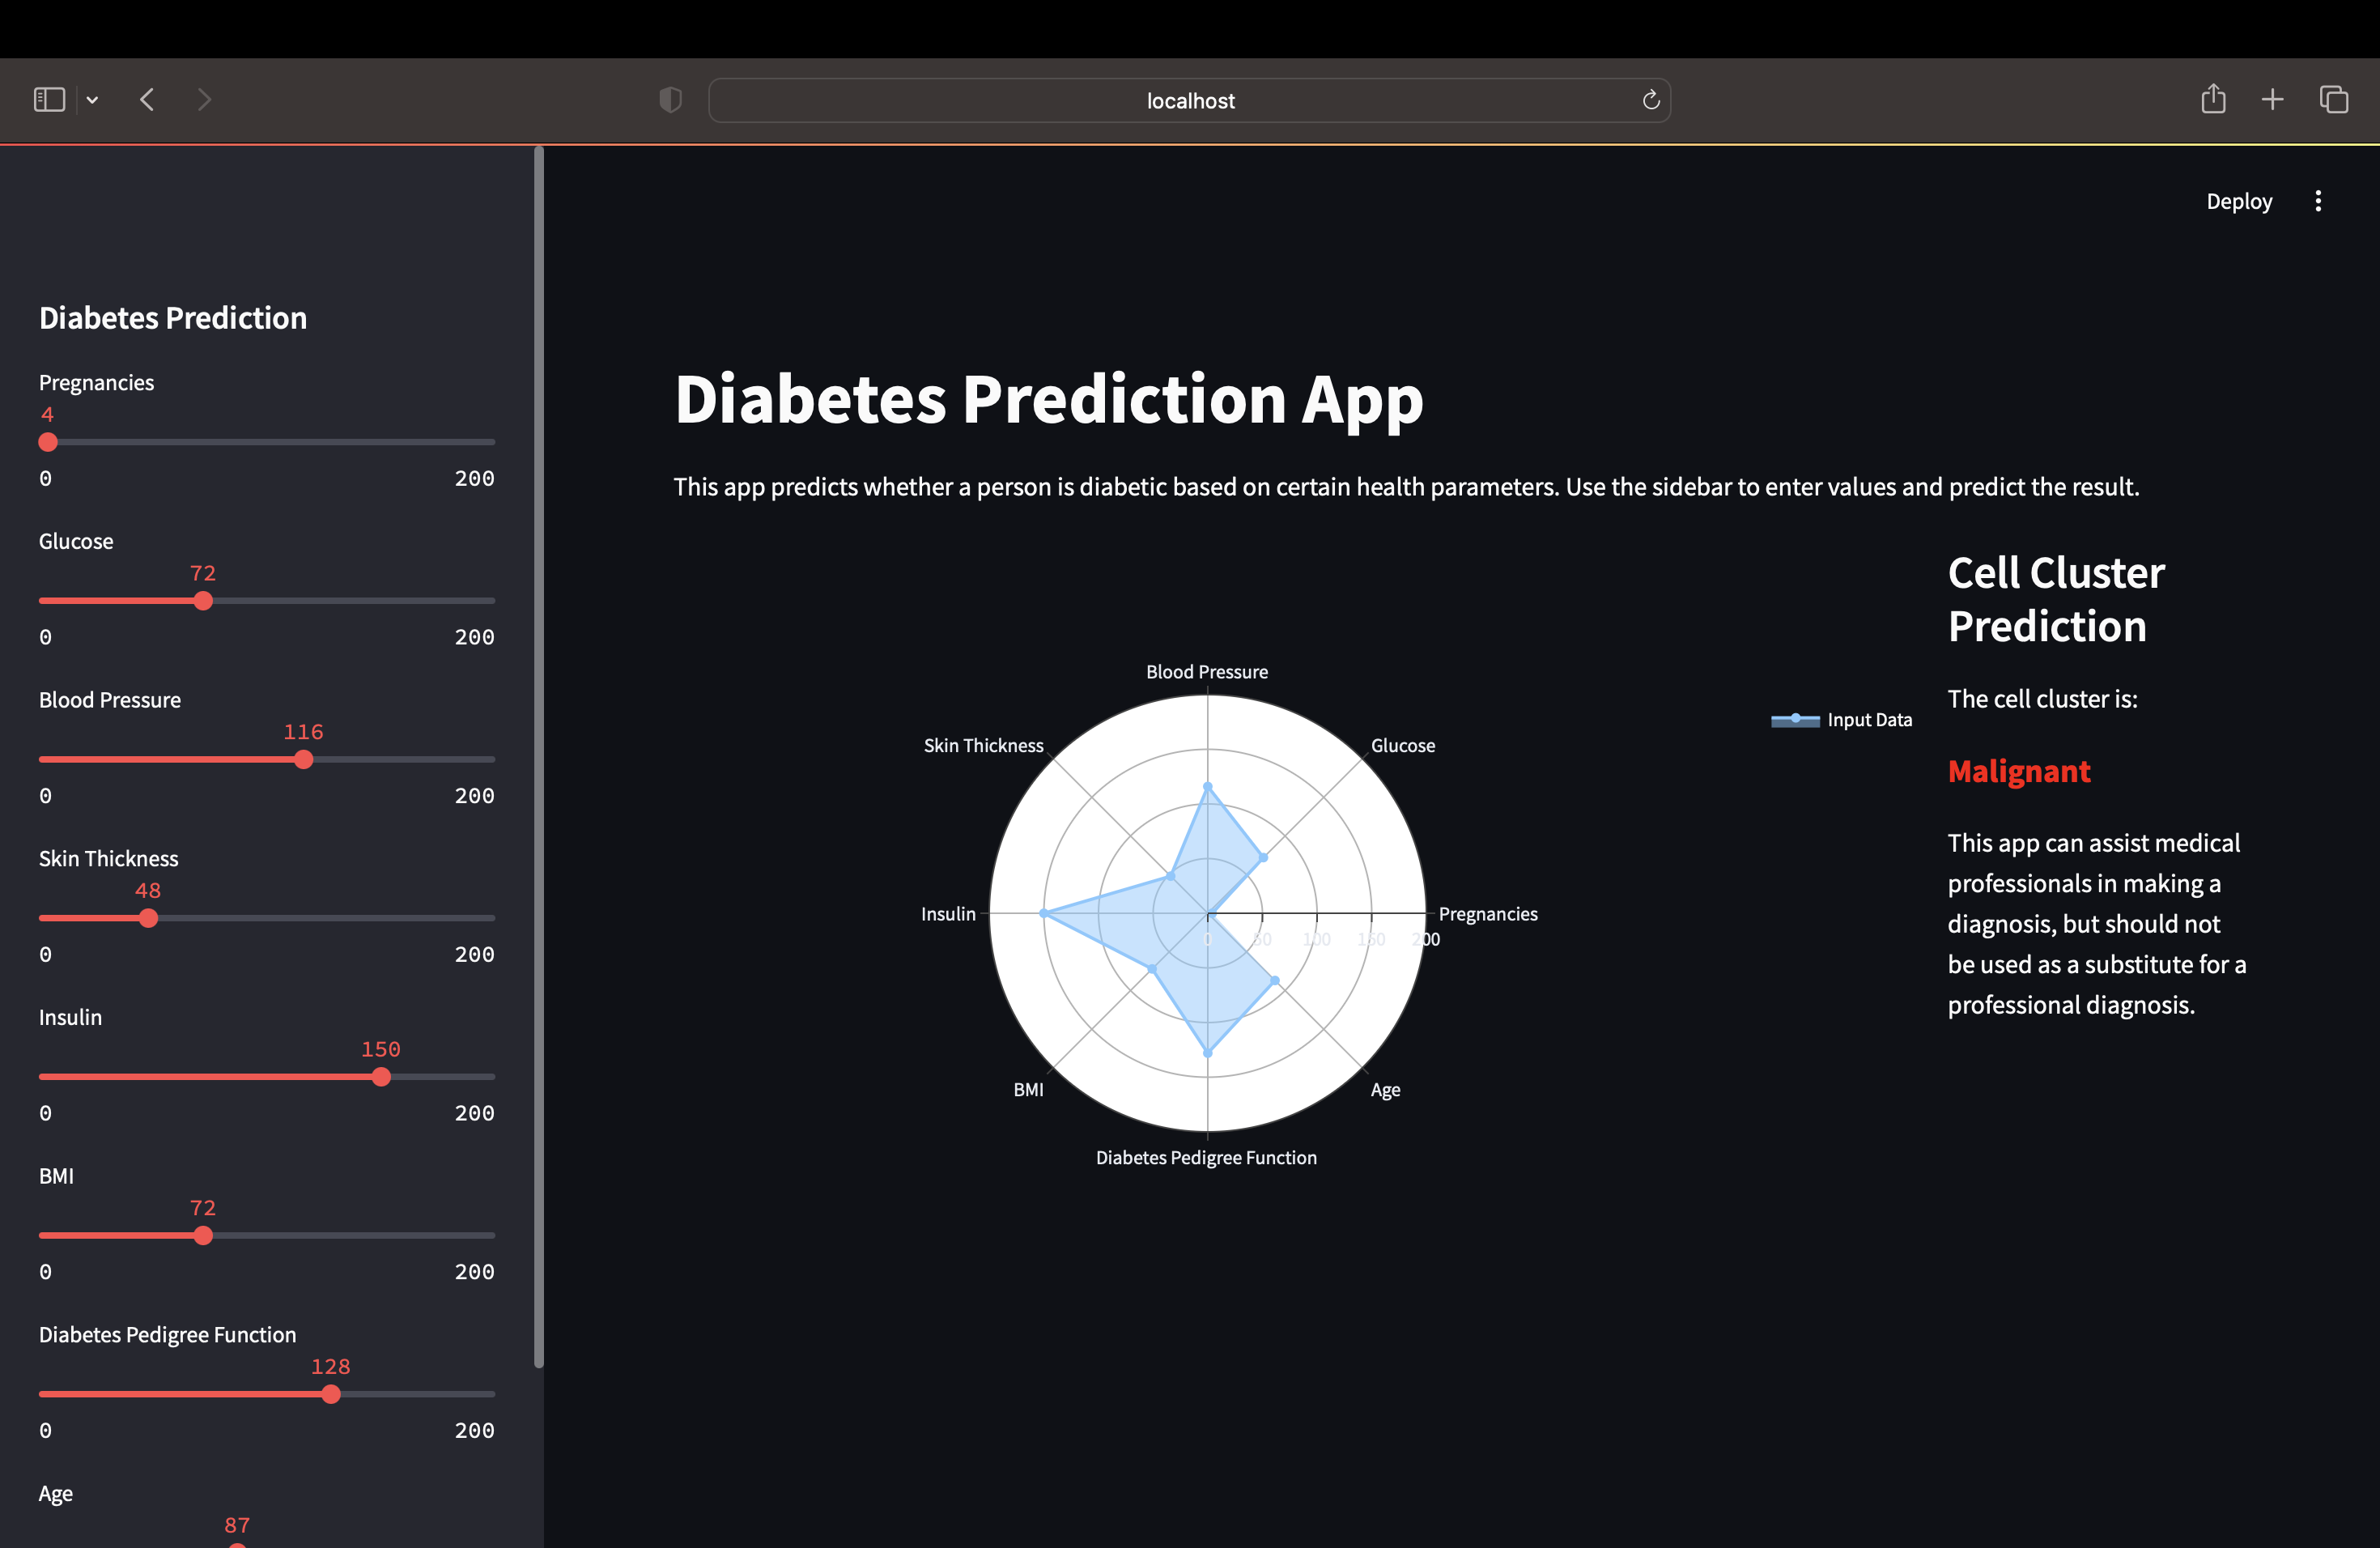 localhost
Deploy
Diabetes Prediction
Pregnancies
4
0 200
Glucose
72
0 200
Blood Pressure
116
0 200
Skin Thickness
48
0 200
Insulin
150
0 200
BMI
72
0 200
Diabetes Pedigree Function
128
0 200
Age
87
Diabetes Prediction App
This app predicts whether a person is diabetic based on certain health parameters. Use the sidebar to enter values and predict the result.
Blood Pressure
Skin Thickness
Glucose
Insulin
Pregnancies
0 50 100 150 200
BMI
Age
Diabetes Pedigree Function
Input Data
Cell Cluster
Prediction
The cell cluster is:
Malignant
This app can assist medical
professionals in making a
diagnosis, but should not
be used as a substitute for a
professional diagnosis.